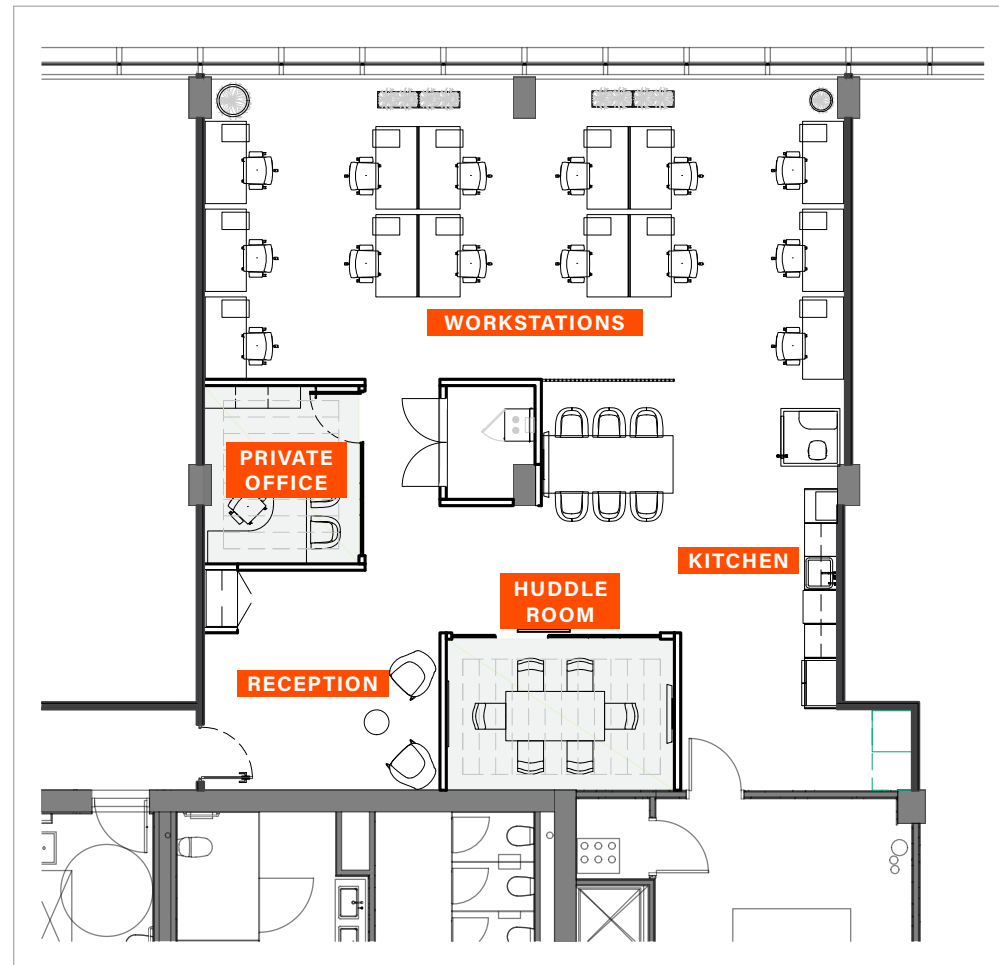 WORKSTATIONS
PRIVATE
OFFICE
KITCHEN
HUDDLE
ROOM
RECEPTION